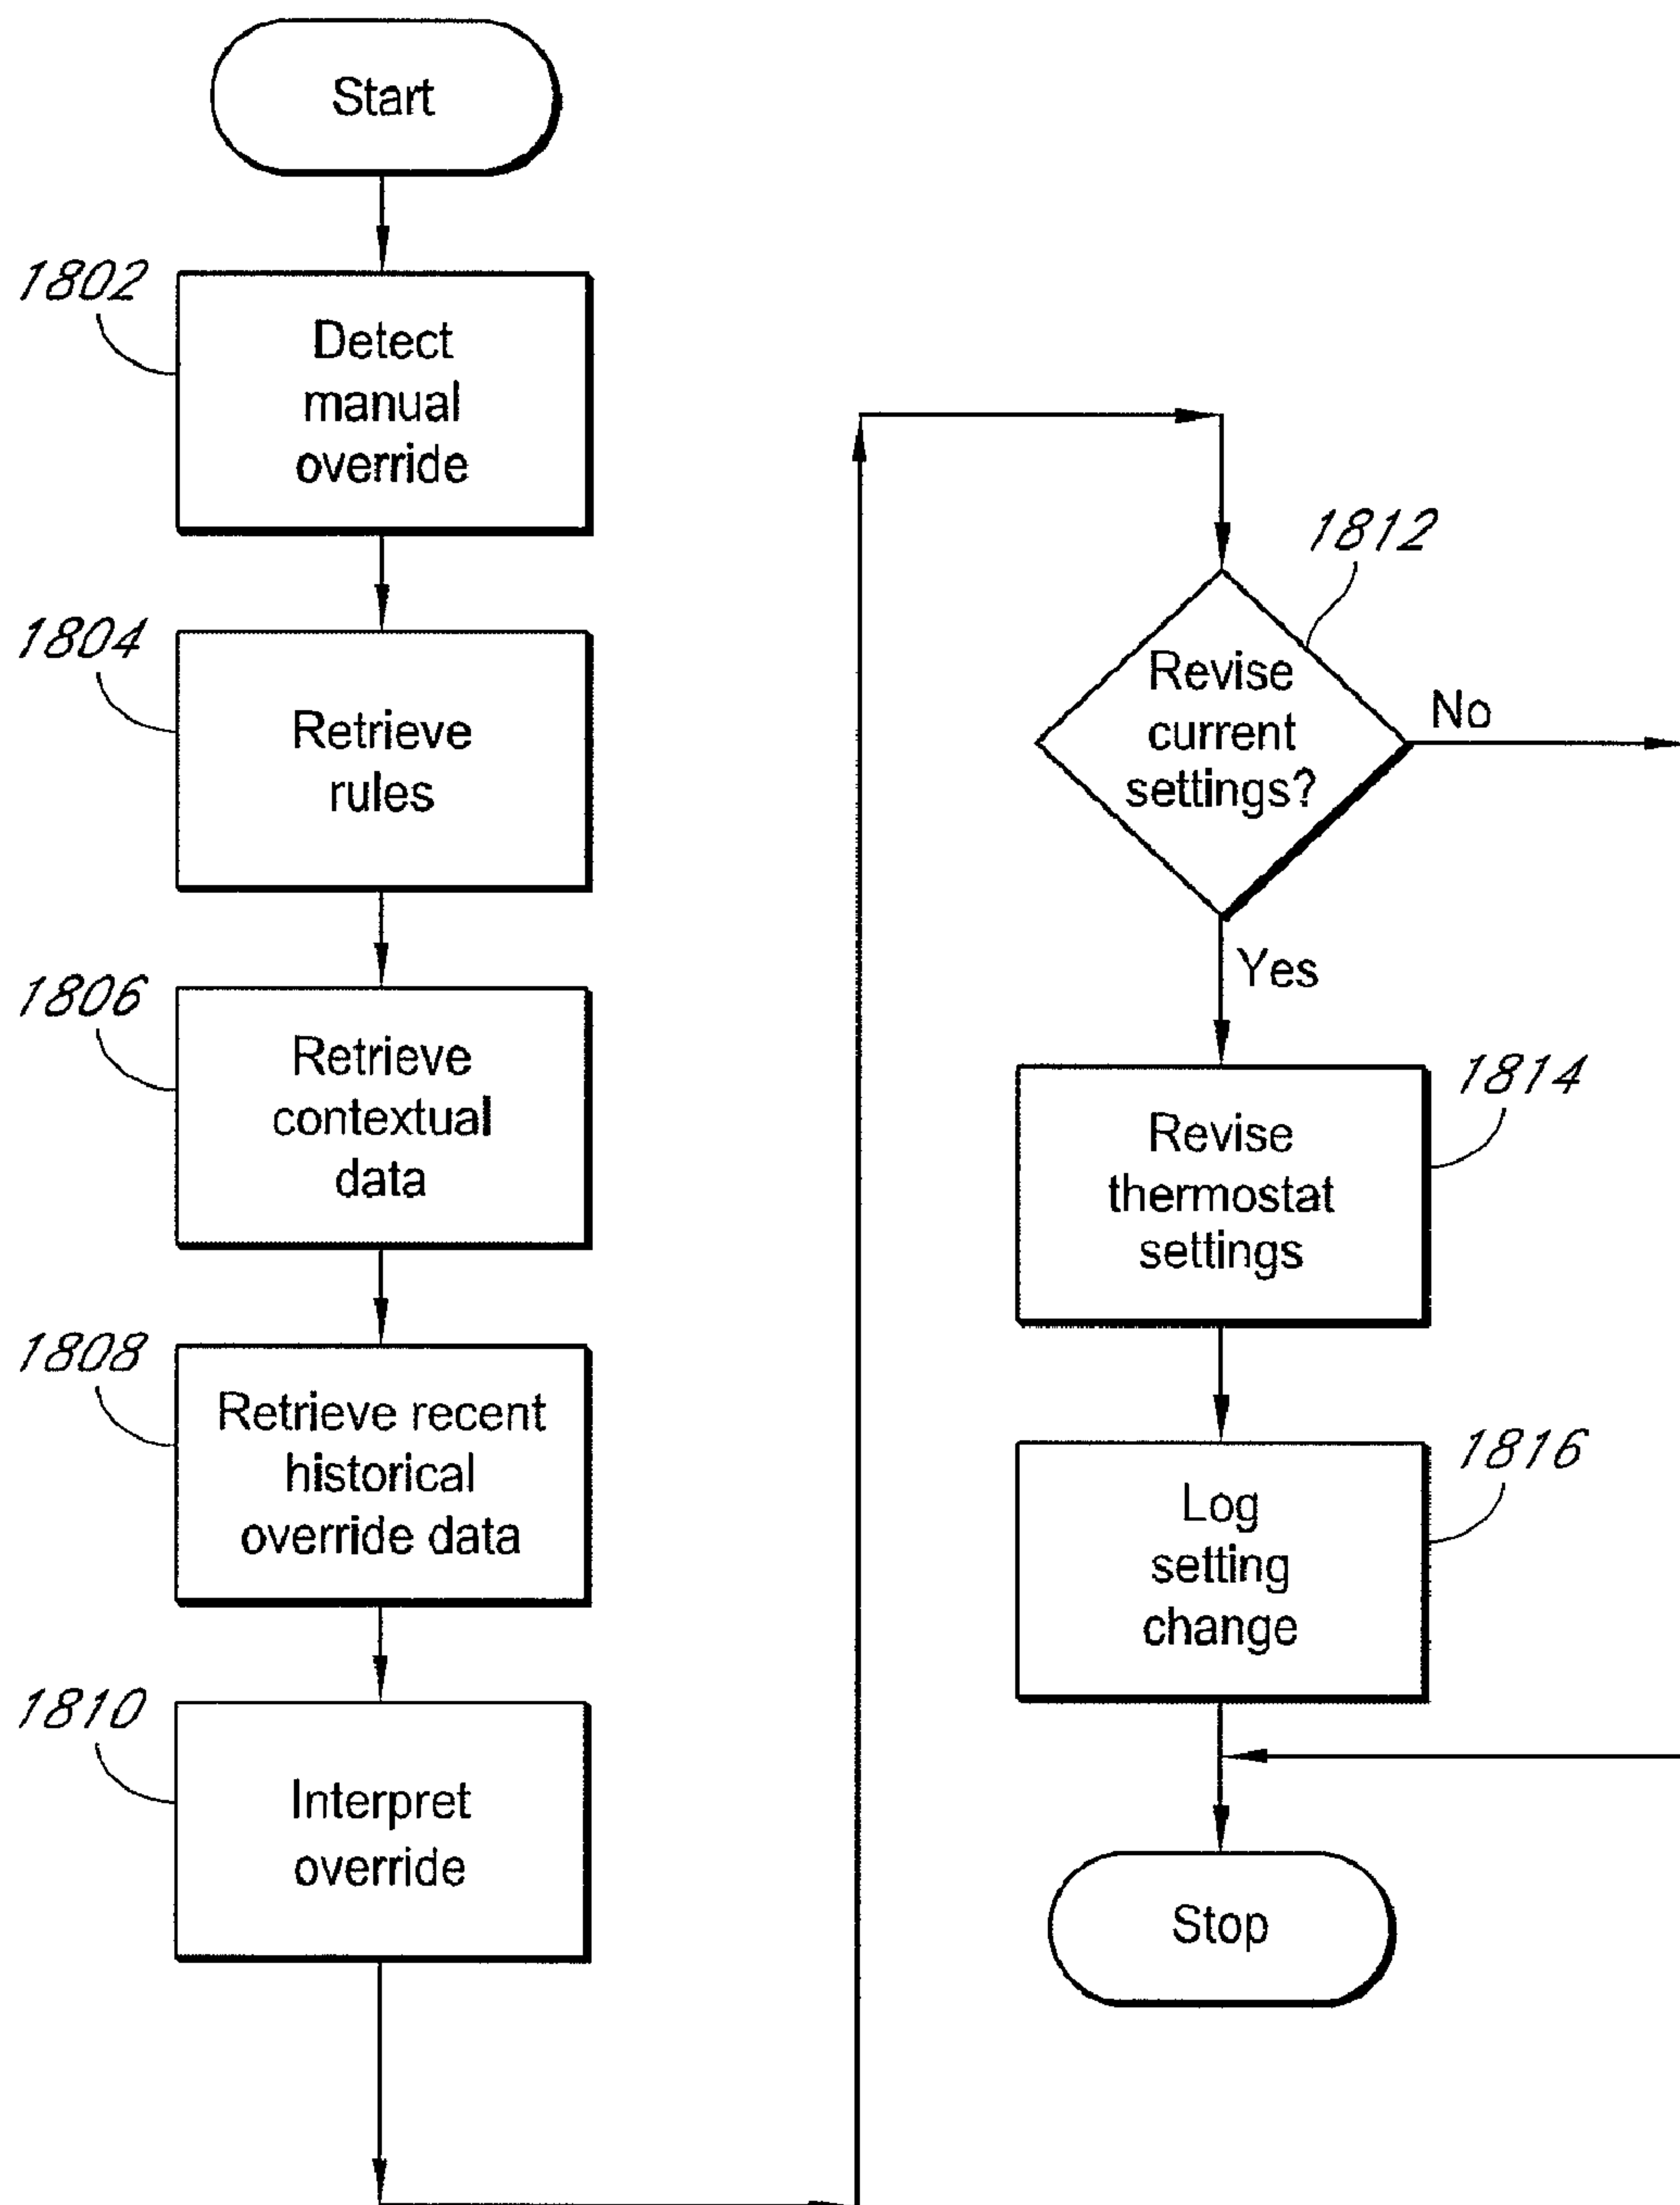 Start
1802
Detect
manual
override
1804
Retrieve
rules
1806
Retrieve
contextual
data
1808
Retrieve recent
historical
override data
1810
Interpret
override
1812
Revise
current
settings?
No
Yes
1814
Revise
thermostat
settings
1816
Log
setting
change
Stop